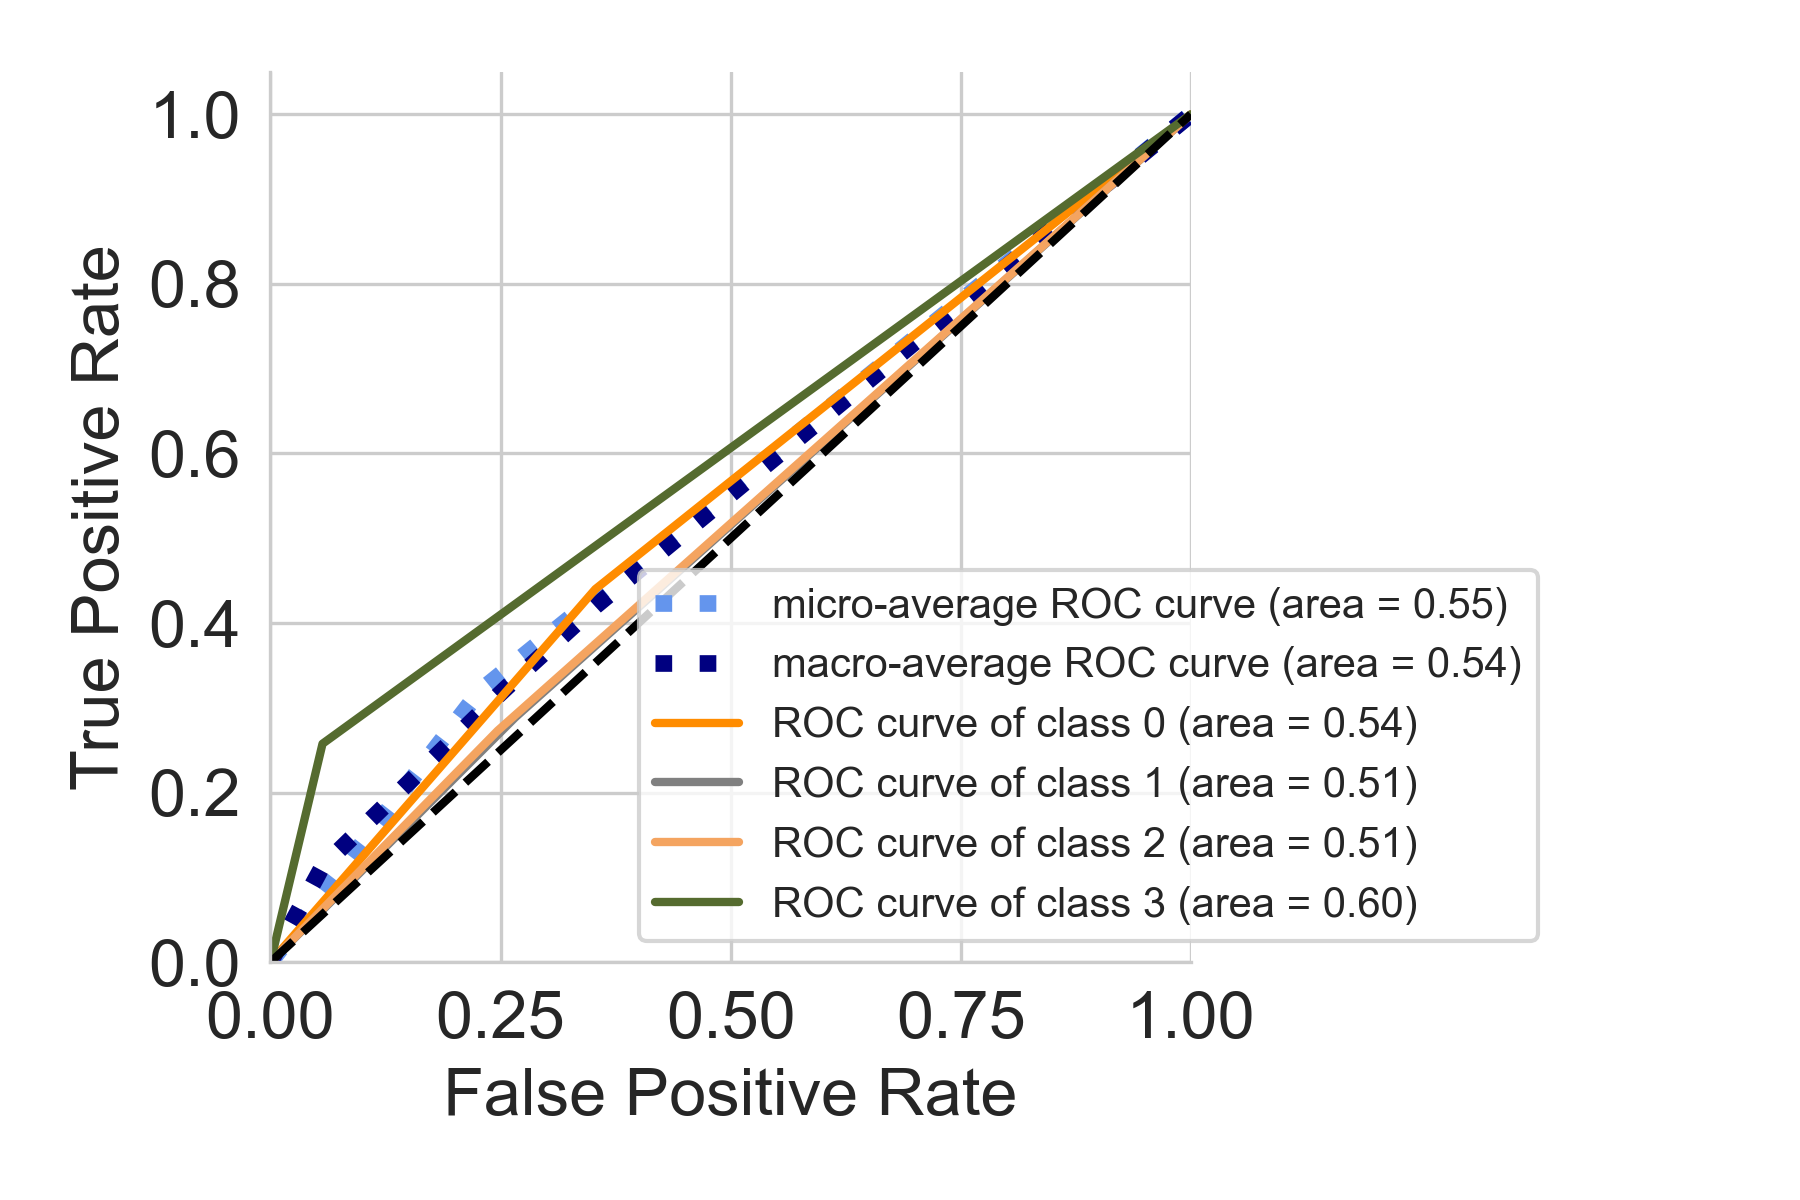 True Positive Rate
1.0
0.8
0.6
0.4
0.2
0.0
0.00 0.25 0.50 0.75 1.00
False Positive Rate
micro-average ROC curve (area = 0.55)
macro-average ROC curve (area = 0.54)
ROC curve of class 0 (area = 0.54)
ROC curve of class 1 (area = 0.51)
ROC curve of class 2 (area = 0.51)
ROC curve of class 3 (area = 0.60)